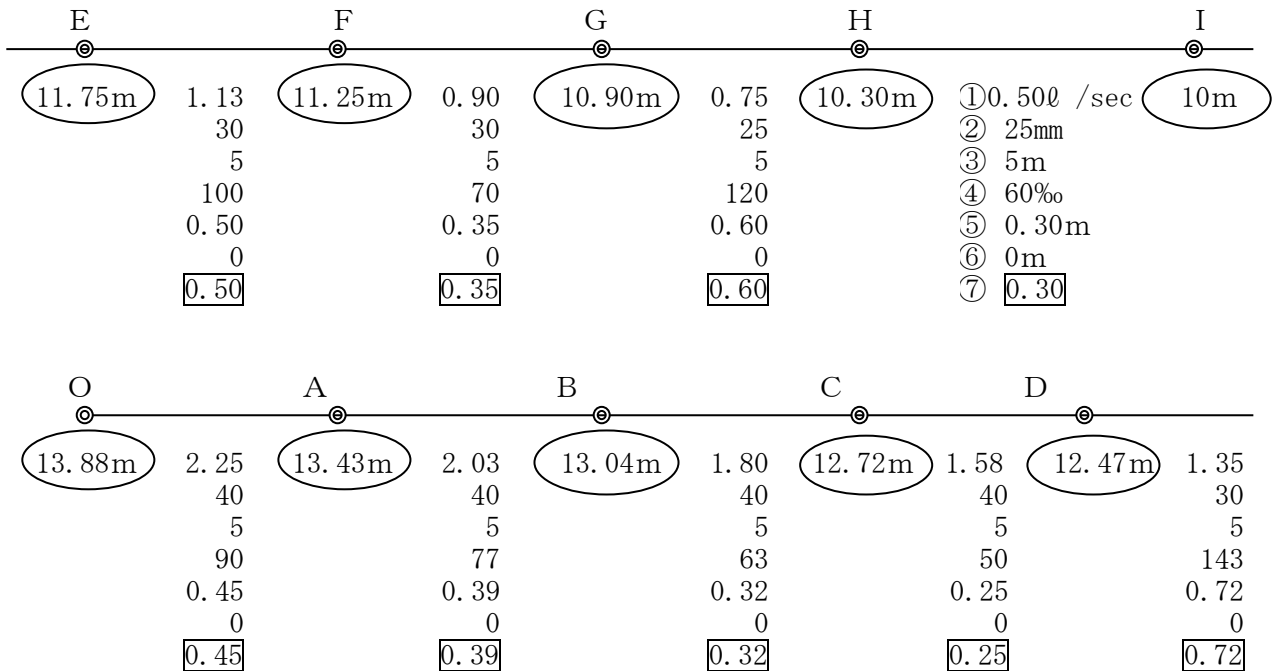 E F G H I
11.75m 1.13 11.25m 0.90 10.90m 0.75 10.30m ①0.50ℓ /sec 10m
30 30 25 ② 25㎜
5 5 5 ③ 5m
100 70 120 ④ 60‰
0.50 0.35 0.60 ⑤ 0.30m
0 0 0 ⑥ 0m
0.50 0.35 0.60 ⑦ 0.30
O A B C D
13.88m 2.25 13.43m 2.03 13.04m 1.80 12.72m 1.58 12.47m 1.35
40 40 40 40 30
5 5 5 5 5
90 77 63 50 143
0.45 0.39 0.32 0.25 0.72
0 0 0 0 0
0.45 0.39 0.32 0.25 0.72